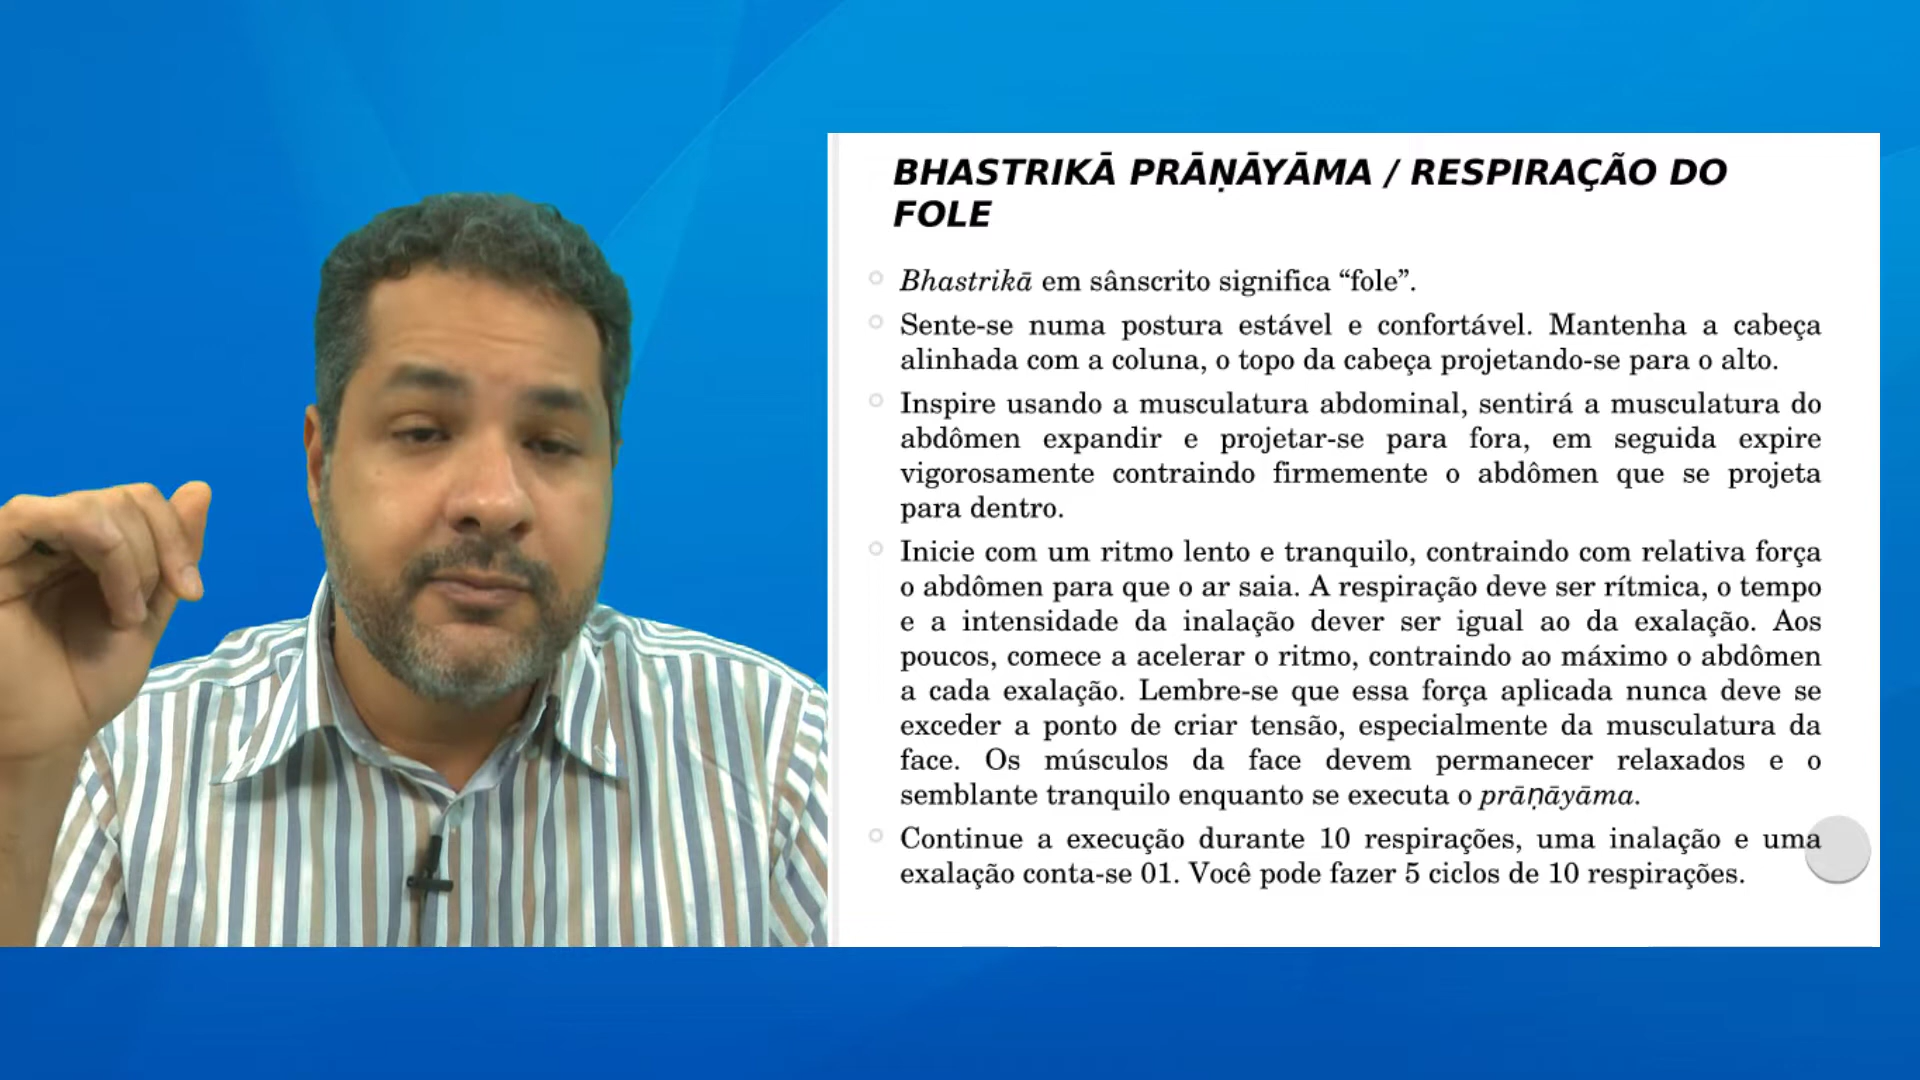 BHASTRIKĀ PRĀṆĀYĀMA / RESPIRAÇÃO DO
FOLE
Bhastrikā em sânscrito significa “fole”.
Sente-se numa postura estável e confortável. Mantenha a cabeça
alinhada com a coluna, o topo da cabeça projetando-se para o alto.
Inspire usando a musculatura abdominal, sentirá a musculatura do
abdômen expandir e projetar-se para fora, em seguida expire
vigorosamente contraindo firmemente o abdômen que se projeta
para dentro.
Inicie com um ritmo lento e tranquilo, contraindo com relativa força
o abdômen para que o ar saia. A respiração deve ser rítmica, o tempo
e a intensidade da inalação dever ser igual ao da exalação. Aos
poucos, comece a acelerar o ritmo, contraindo ao máximo o abdômen
a cada exalação. Lembre-se que essa força aplicada nunca deve se
exceder a ponto de criar tensão, especialmente da musculatura da
face. Os músculos da face devem permanecer relaxados e o
semblante tranquilo enquanto se executa o prāṇāyāma.
Continue a execução durante 10 respirações, uma inalação e uma
exalação conta-se 01. Você pode fazer 5 ciclos de 10 respirações.